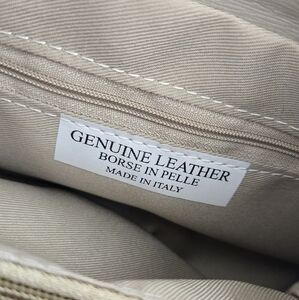 GENUINE LEATHER
BORSE IN PELLE
MADE IN ITALY